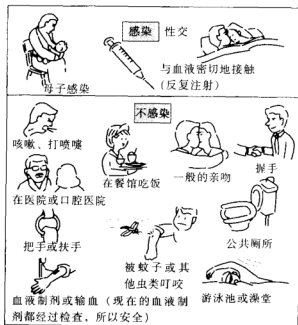 感染 性交
与血液密切地接触
(反复注射)
母子感染
不感染
咳嗽、打喷嚏
在餐馆吃饭
一般的亲吻
握手
在医院或口腔医院
把手或扶手
公共厕所
被蚊子或其
他虫类叮咬
游泳池或澡堂
血液制剂或输血(现在的血液制
剂都经过检查,所以安全)